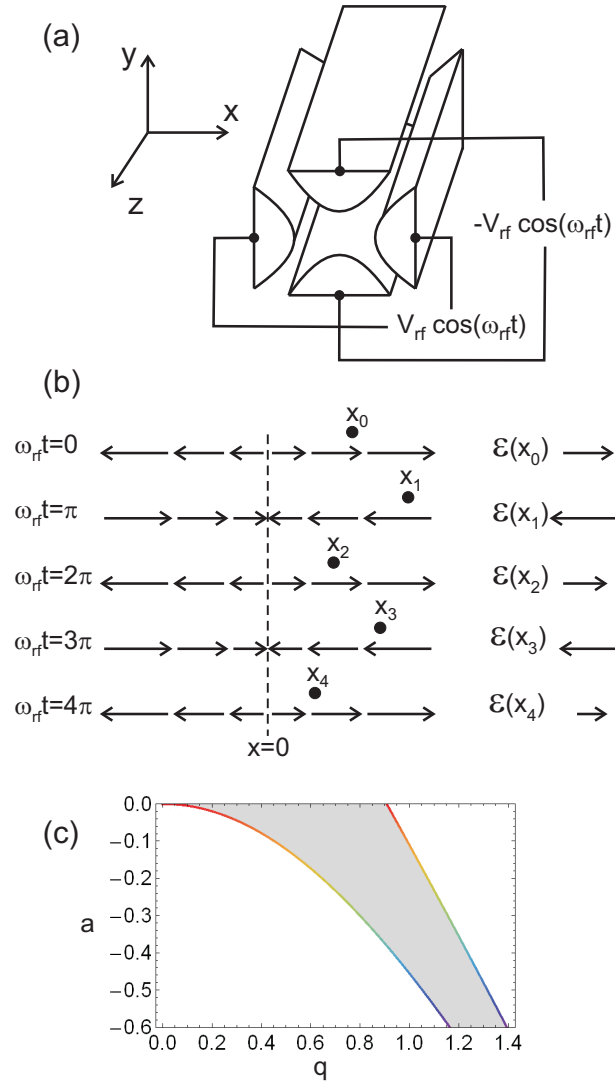 (a)
y
x
z
-V_rf cos(ω_rf t)
V_rf cos(ω_rf t)
(b)
ω_rf t=0 x_0 ℰ(x_0)
ω_rf t=π x_1 ℰ(x_1)
ω_rf t=2π x_2 ℰ(x_2)
ω_rf t=3π x_3 ℰ(x_3)
ω_rf t=4π x_4 ℰ(x_4)
x=0
(c)
0.0
−0.1
−0.2
−0.3
−0.4
−0.5
−0.6
a
0.0 0.2 0.4 0.6 0.8 1.0 1.2 1.4
q